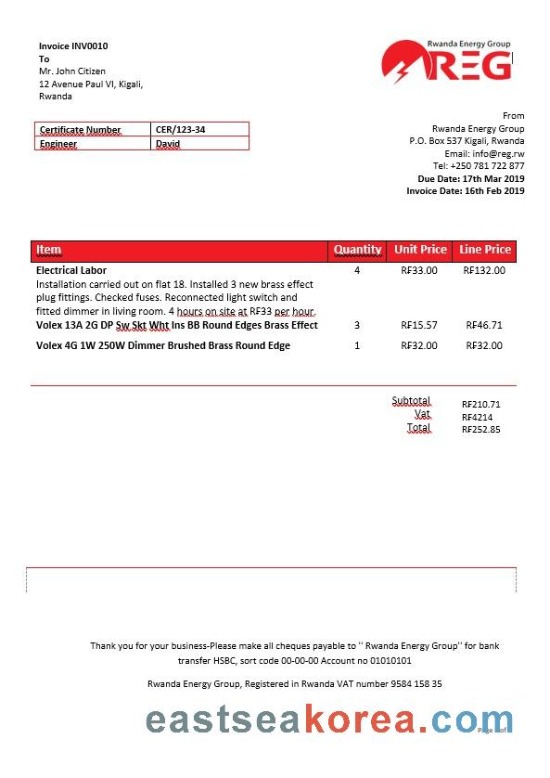 Invoice INV0010
To
Mr. John Citizen
12 Avenue Paul VI, Kigali,
Rwanda
Rwanda Energy Group
REG
Certificate Number CER/123-34
Engineer David
From
Rwanda Energy Group
P.O. Box 537 Kigali, Rwanda
Email: info@reg.rw
Tel: +250 781 722 877
Due Date: 17th Mar 2019
Invoice Date: 16th Feb 2019
Item Quantity Unit Price Line Price
Electrical Labor 4 RF33.00 RF132.00
Installation carried out on flat 18. Installed 3 new brass effect
plug fittings. Checked fuses. Reconnected light switch and
fitted dimmer in living room. 4 hours on site at RF33 per hour.
Volex 13A 2G DP Sw Skt Wht Ins BB Round Edges Brass Effect 3 RF15.57 RF46.71
Volex 4G 1W 250W Dimmer Brushed Brass Round Edge 1 RF32.00 RF32.00
Subtotal RF210.71
Vat RF4214
Total RF252.85
Thank you for your business-Please make all cheques payable to " Rwanda Energy Group" for bank
transfer HSBC, sort code 00-00-00 Account no 01010101
Rwanda Energy Group, Registered in Rwanda VAT number 9584 158 35
eastseakorea.com